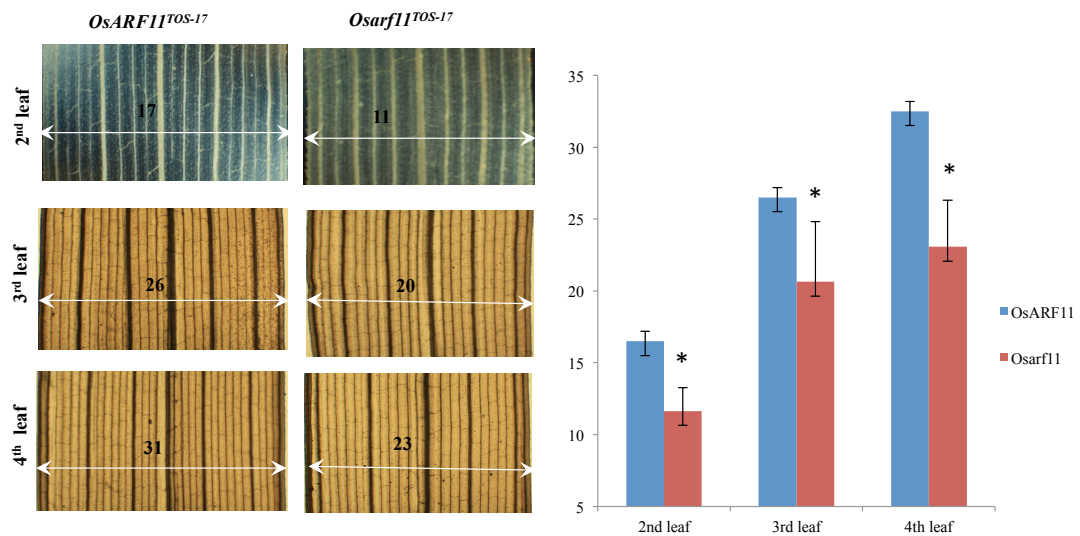 OsARF11TOS-17
Osarf11TOS-17
2nd leaf
17
11
3rd leaf
26
20
4th leaf
31
23
35
30
25
20
15
10
5
*
*
*
2nd leaf
3rd leaf
4th leaf
OsARF11
Osarf11